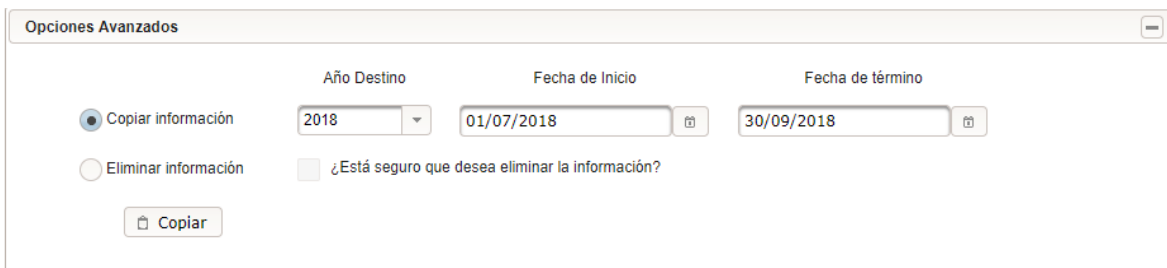 Opciones Avanzados
Año Destino Fecha de Inicio Fecha de término
Copiar información 2018 01/07/2018 30/09/2018
Eliminar información ¿Está seguro que desea eliminar la información?
Copiar